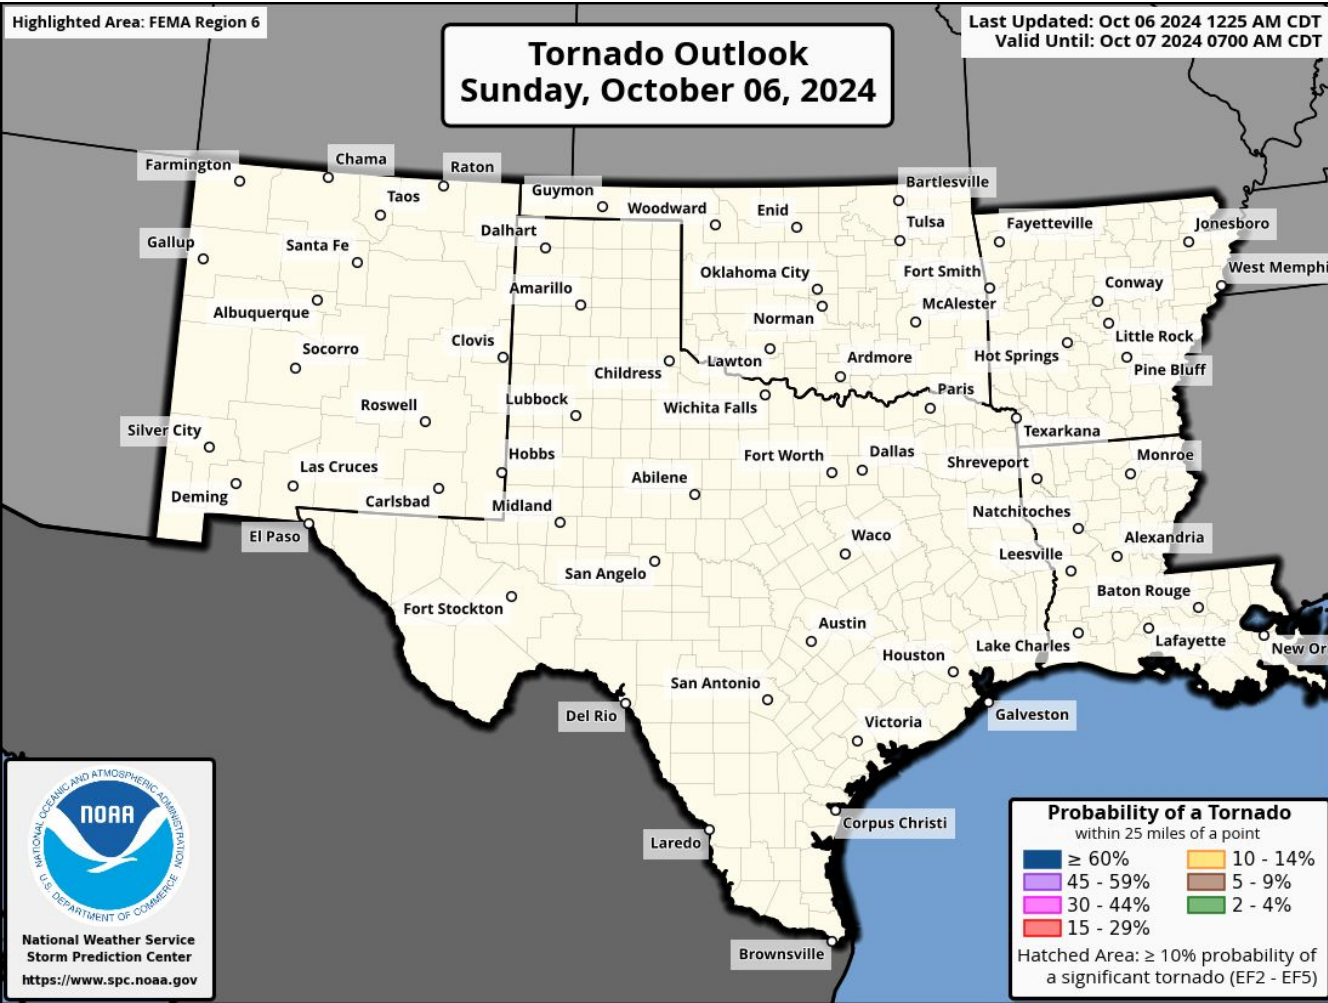 Highlighted Area: FEMA Region 6
Last Updated: Oct 06 2024 1225 AM CDT
Valid Until: Oct 07 2024 0700 AM CDT
Tornado Outlook
Sunday, October 06, 2024
Farmington
Chama
Raton
Taos
Guymon
Woodward
Enid
Bartlesville
Tulsa
Fayetteville
Jonesboro
Gallup
Santa Fe
Dalhart
Oklahoma City
Fort Smith
West Memphi
Albuquerque
Amarillo
Norman
McAlester
Conway
Socorro
Clovis
Childress
Lawton
Ardmore
Hot Springs
Little Rock
Pine Bluff
Roswell
Lubbock
Wichita Falls
Paris
Texarkana
Silver City
Las Cruces
Hobbs
Abilene
Fort Worth
Dallas
Shreveport
Monroe
Deming
Carlsbad
Midland
Natchitoches
El Paso
San Angelo
Waco
Leesville
Alexandria
Fort Stockton
Baton Rouge
Austin
Houston
Lake Charles
Lafayette
New Or
San Antonio
Del Rio
Victoria
Galveston
Laredo
Corpus Christi
Brownsville
NATIONAL OCEANIC AND ATMOSPHERIC ADMINISTRATION
NOAA
U.S. DEPARTMENT OF COMMERCE
National Weather Service
Storm Prediction Center
https://www.spc.noaa.gov
Probability of a Tornado
within 25 miles of a point
≥ 60%
45 - 59%
30 - 44%
15 - 29%
10 - 14%
5 - 9%
2 - 4%
Hatched Area: ≥ 10% probability of
a significant tornado (EF2 - EF5)